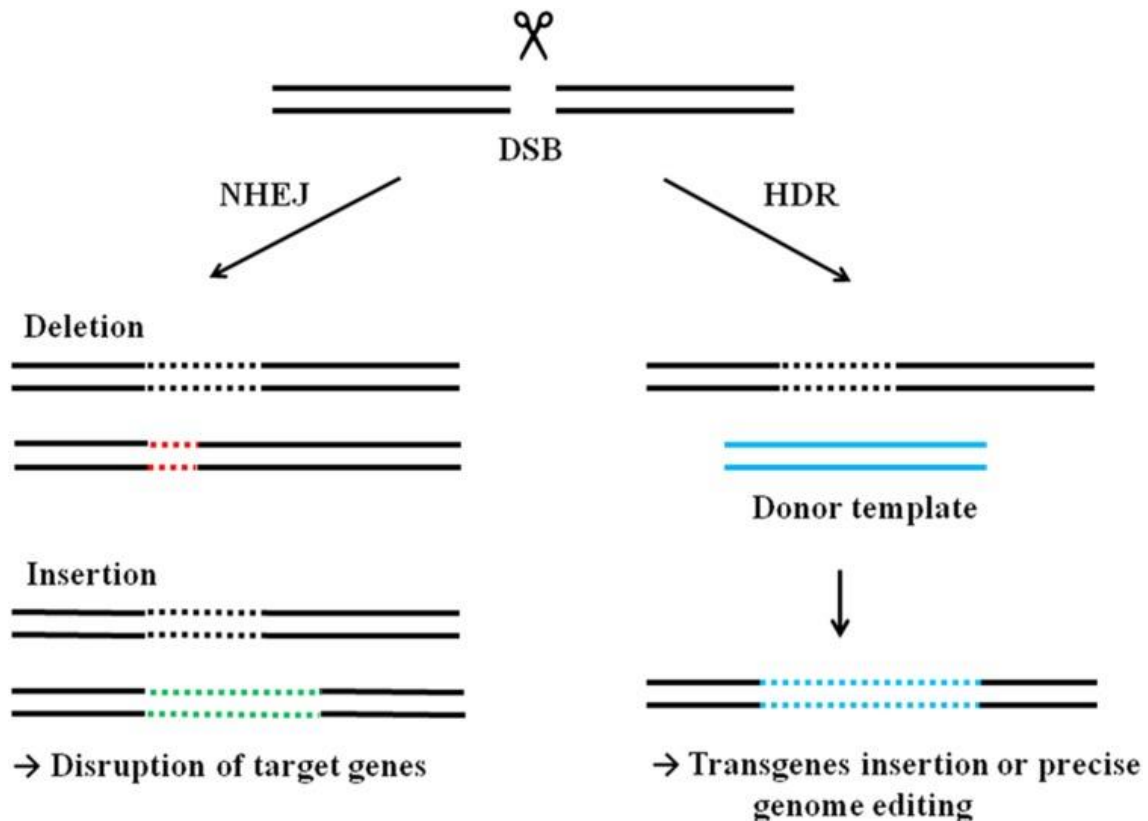 DSB
NHEJ
HDR
Deletion
Donor template
Insertion
→ Disruption of target genes
→ Transgenes insertion or precise
genome editing